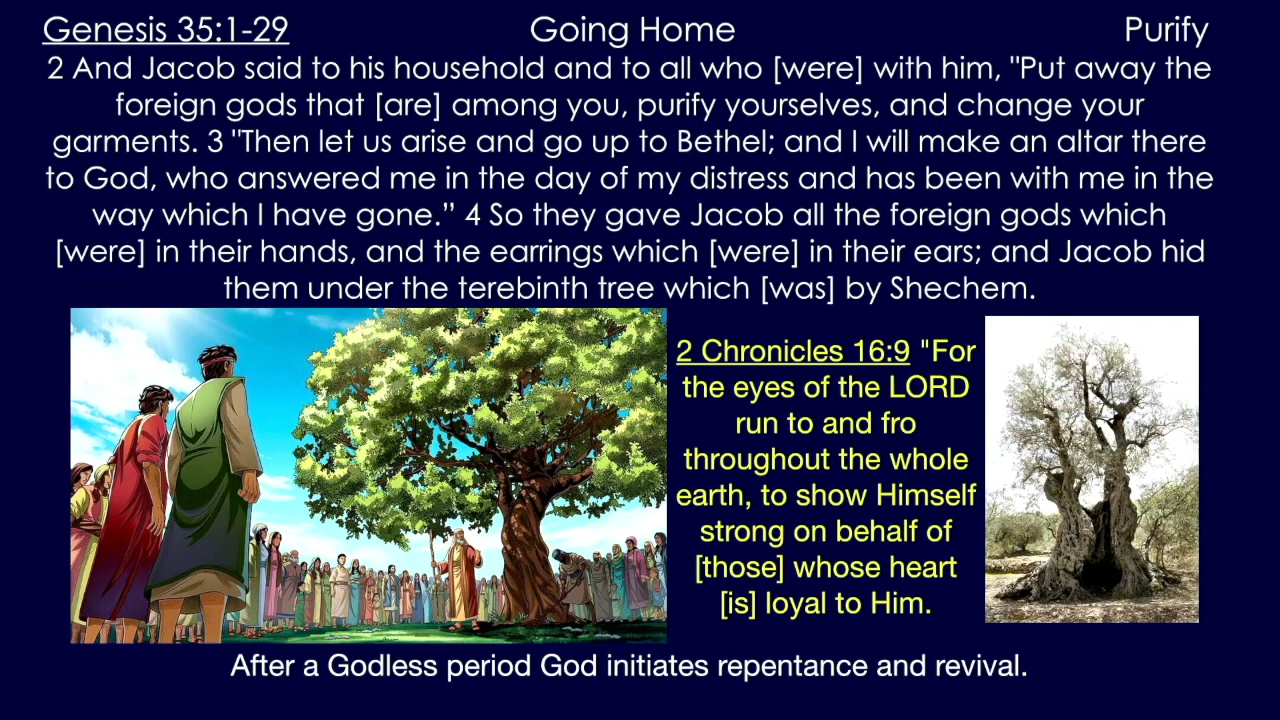 Genesis 35:1-29 Going Home Purify
2 And Jacob said to his household and to all who [were] with him, "Put away the
foreign gods that [are] among you, purify yourselves, and change your
garments. 3 "Then let us arise and go up to Bethel; and I will make an altar there
to God, who answered me in the day of my distress and has been with me in the
way which I have gone.” 4 So they gave Jacob all the foreign gods which
[were] in their hands, and the earrings which [were] in their ears; and Jacob hid
them under the terebinth tree which [was] by Shechem.
2 Chronicles 16:9 "For
the eyes of the LORD
run to and fro
throughout the whole
earth, to show Himself
strong on behalf of
[those] whose heart
[is] loyal to Him.
After a Godless period God initiates repentance and revival.